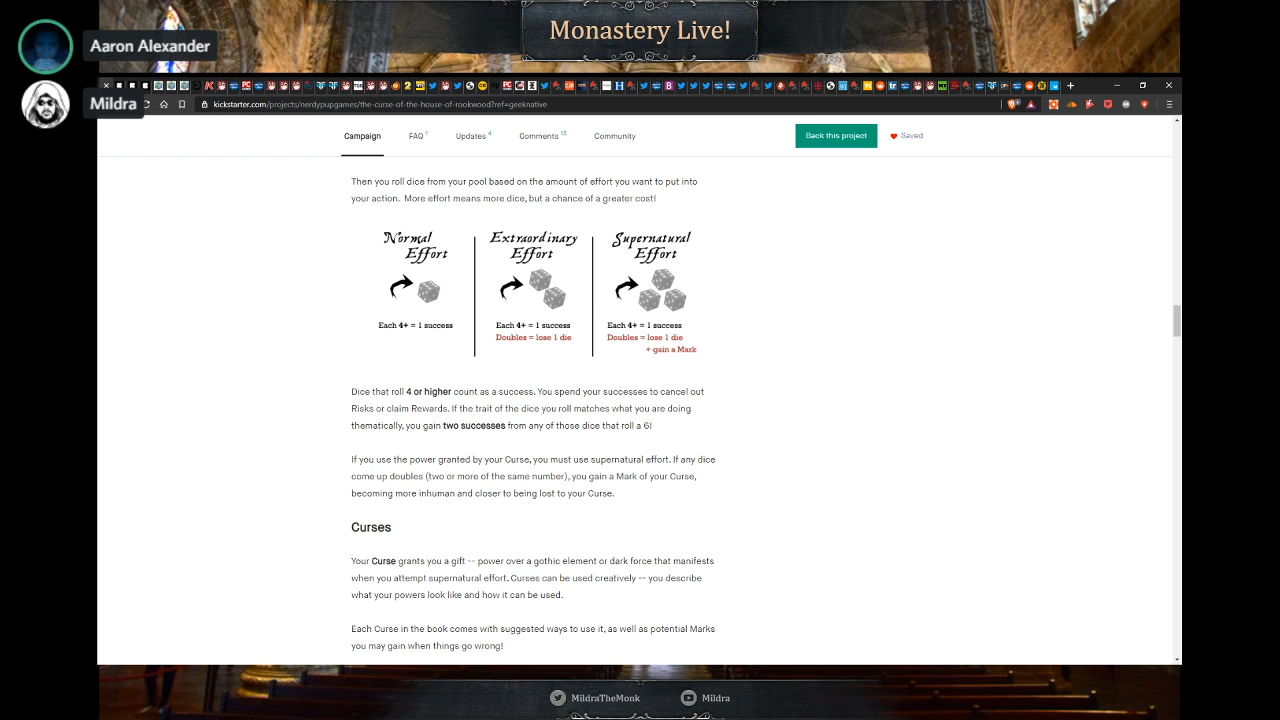 Monastery Live!
Aaron Alexander
Mildra
kickstarter.com/projects/nerdypupgames/the-curse-of-the-house-of-rookwood?ref=geeknative
Campaign FAQ 1 Updates 4 Comments Community Back this project Saved
Then you roll dice from your pool based on the amount of effort you want to put into
your action. More effort means more dice, but a chance of a greater cost!
Normal Effort
Each 4+ = 1 success
Extraordinary Effort
Each 4+ = 1 success
Doubles = lose 1 die
Supernatural Effort
Each 4+ = 1 success
Doubles = lose 1 die
+ gain a Mark
Dice that roll 4 or higher count as a success. You spend your successes to cancel out
Risks or claim Rewards. If the trait of the dice you roll matches what you are doing
thematically, you gain two successes from any of those dice that roll a 6!
If you use the power granted by your Curse, you must use supernatural effort. If any dice
come up doubles (two or more of the same number), you gain a Mark of your Curse,
becoming more inhuman and closer to being lost to your Curse.
Curses
Your Curse grants you a gift -- power over a gothic element or dark force that manifests
when you attempt supernatural effort. Curses can be used creatively -- you describe
what your powers look like and how it can be used.
Each Curse in the book comes with suggested ways to use it, as well as potential Marks
you may gain when things go wrong!
MildraTheMonk Mildra